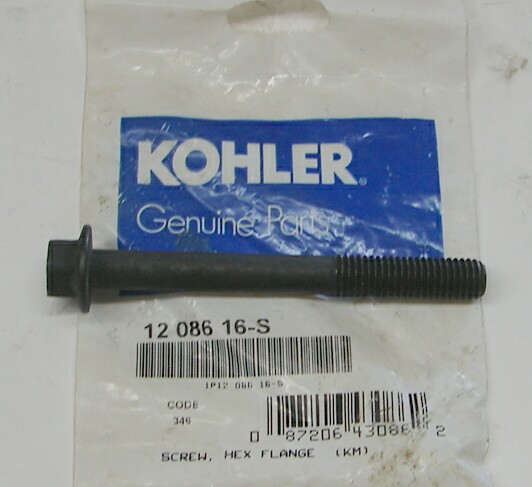 KOHLER®
Genuine Parts
12 086 16-S
1P12 086 16-S
CODE
346
0 87206 43086 2
SCREW, HEX FLANGE (KM)